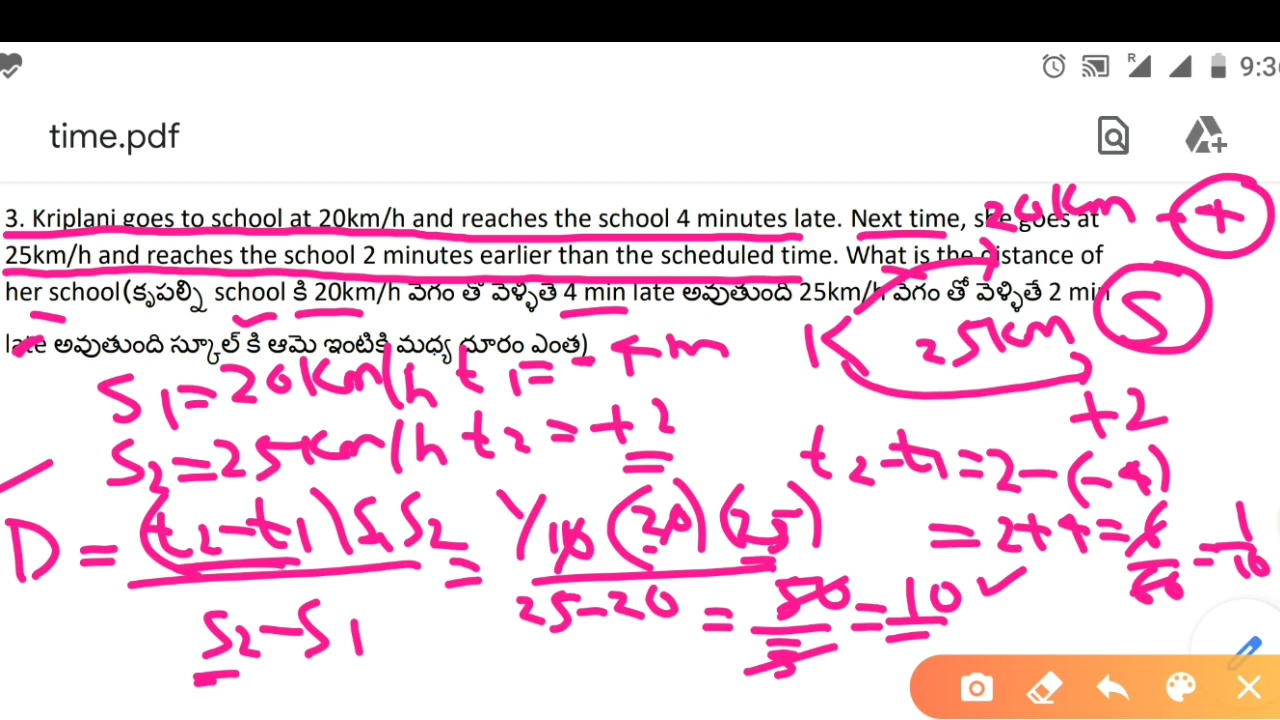 R
9:36
time.pdf
3. Kriplani goes to school at 20km/h and reaches the school 4 minutes late. Next time, she goes at
25km/h and reaches the school 2 minutes earlier than the scheduled time. What is the distance of
her school(కృపల్ని school కి 20km/h వేగం తో వెళ్ళితే 4 min late అవుతుంది 25km/h వేగం తో వెళ్ళితే 2 min
late అవుతుంది స్కూల్ కి ఆమె ఇంటికి మధ్య దూరం ఎంత)
20km - +
K S
25km
+2
S1=20km/h t1=-4m
S2=25km/h t2=+2
t2-t1=2-(-4)
=2+4=6/60=1/10
D=(t2-t1)S1S2/S2-S1=1/10(20)(25)/25-20=50/5=10